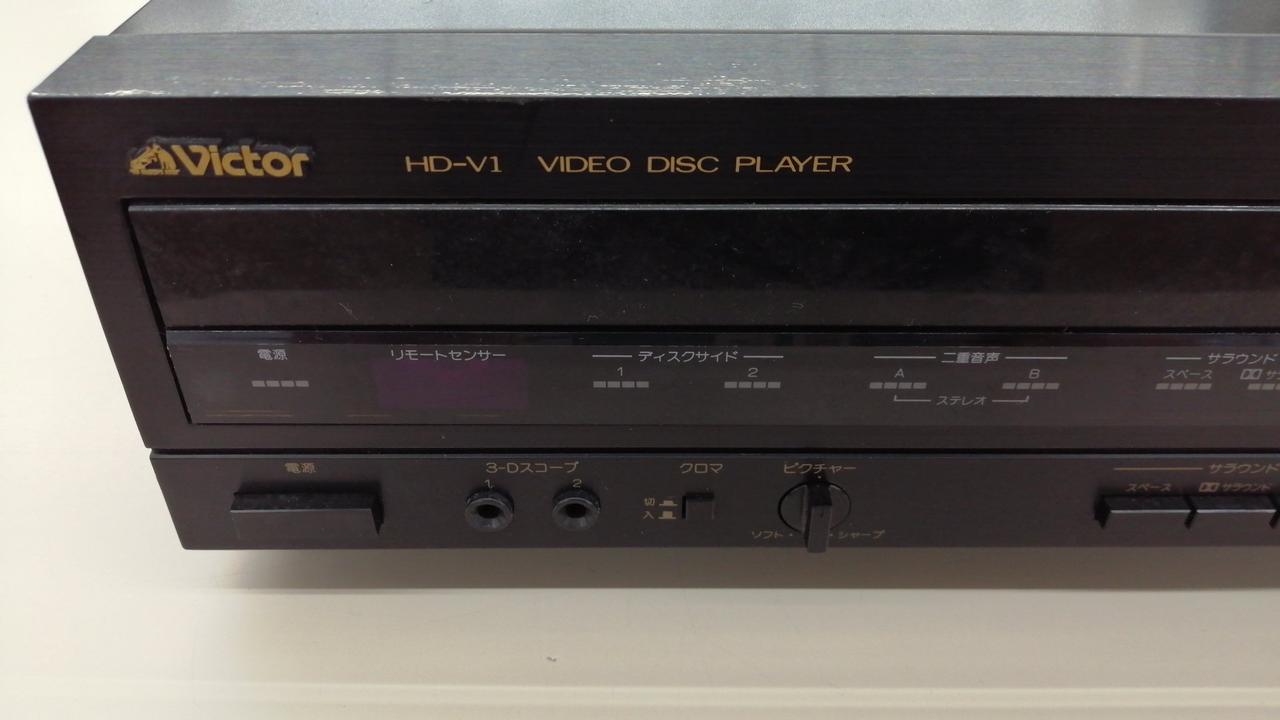 Victor
HD-V1 VIDEO DISC PLAYER
電源
リモートセンサー
ディスクサイド
1 2
二重音声
A B
ステレオ
サラウンド
スペース
電源
3-Dスコープ
1 2
クロマ
切
入
ピクチャー
ソフト・ ・シャープ
サラウンド
スペース サラウンド